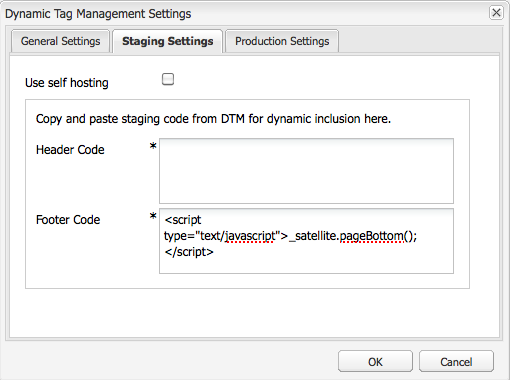 Dynamic Tag Management Settings
General Settings Staging Settings Production Settings
Use self hosting
Copy and paste staging code from DTM for dynamic inclusion here.
Header Code *
Footer Code * <script
type="text/javascript">_satellite.pageBottom();
</script>
OK Cancel